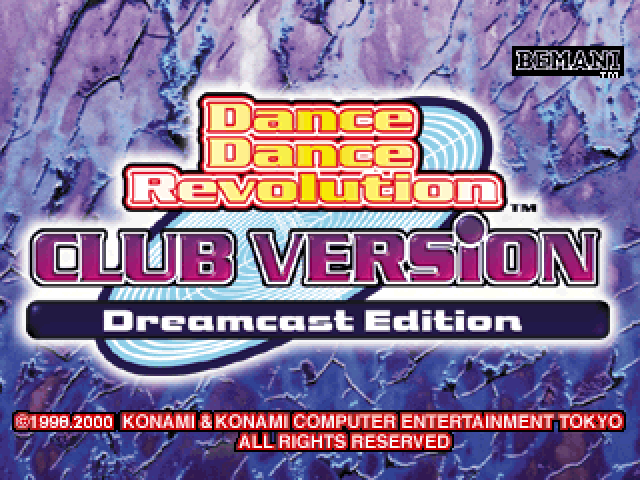 BEMANI
TM
Dance
Dance
Revolution TM
CLUB VERSiON
Dreamcast Edition
©1998.2000 KONAMI & KONAMI COMPUTER ENTERTAINMENT TOKYO
ALL RIGHTS RESERVED